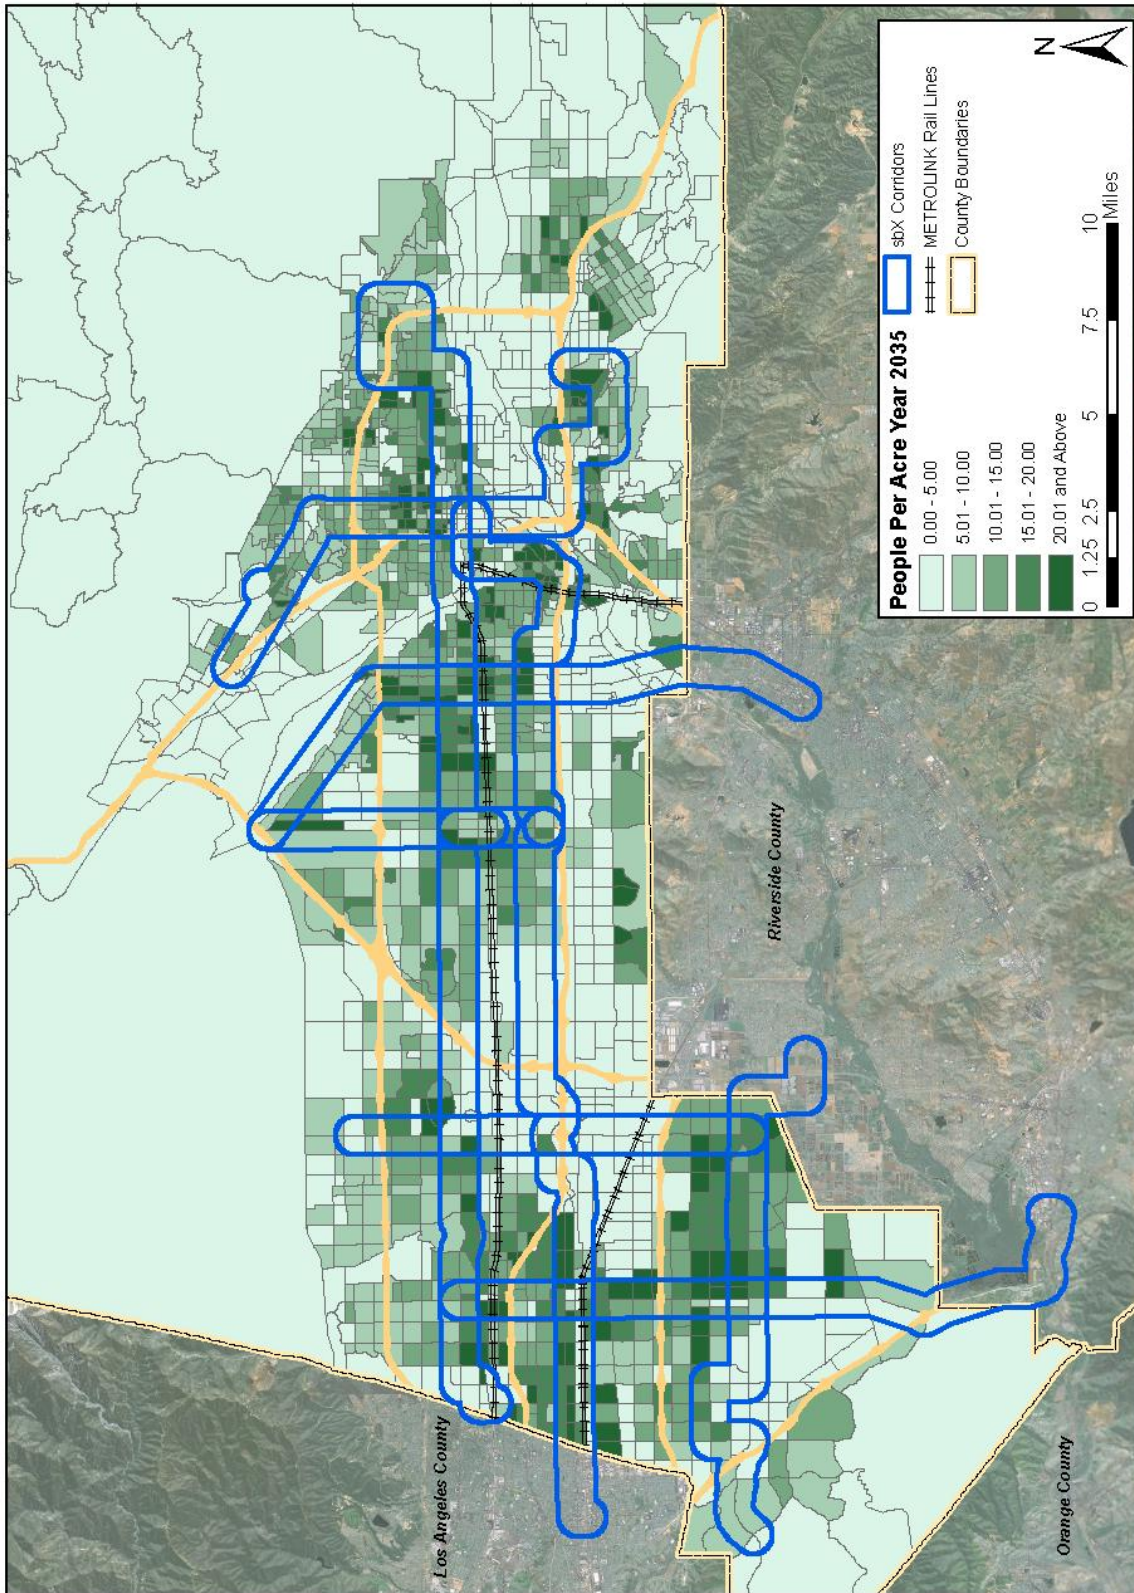 Los Angeles County
Orange County
Riverside County
People Per Acre Year 2035
0.00 - 5.00
5.01 - 10.00
10.01 - 15.00
15.01 - 20.00
20.01 and Above
sbX Corridors
METROLINK Rail Lines
County Boundaries
N
0 1.25 2.5 5 7.5 10
Miles